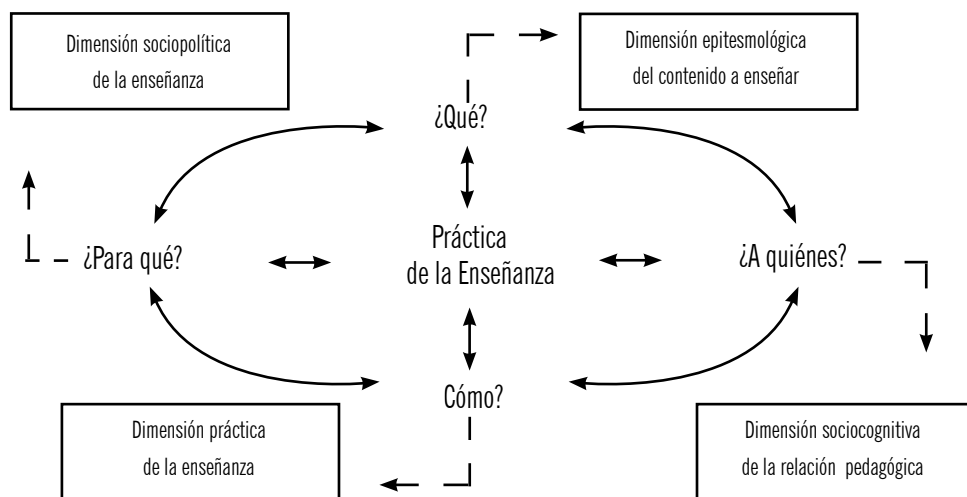 Dimensión sociopolítica
de la enseñanza
Dimensión epitesmológica
del contenido a enseñar
¿Qué?
¿Para qué?
Práctica
de la Enseñanza
¿A quiénes?
Cómo?
Dimensión práctica
de la enseñanza
Dimensión sociocognitiva
de la relación pedagógica